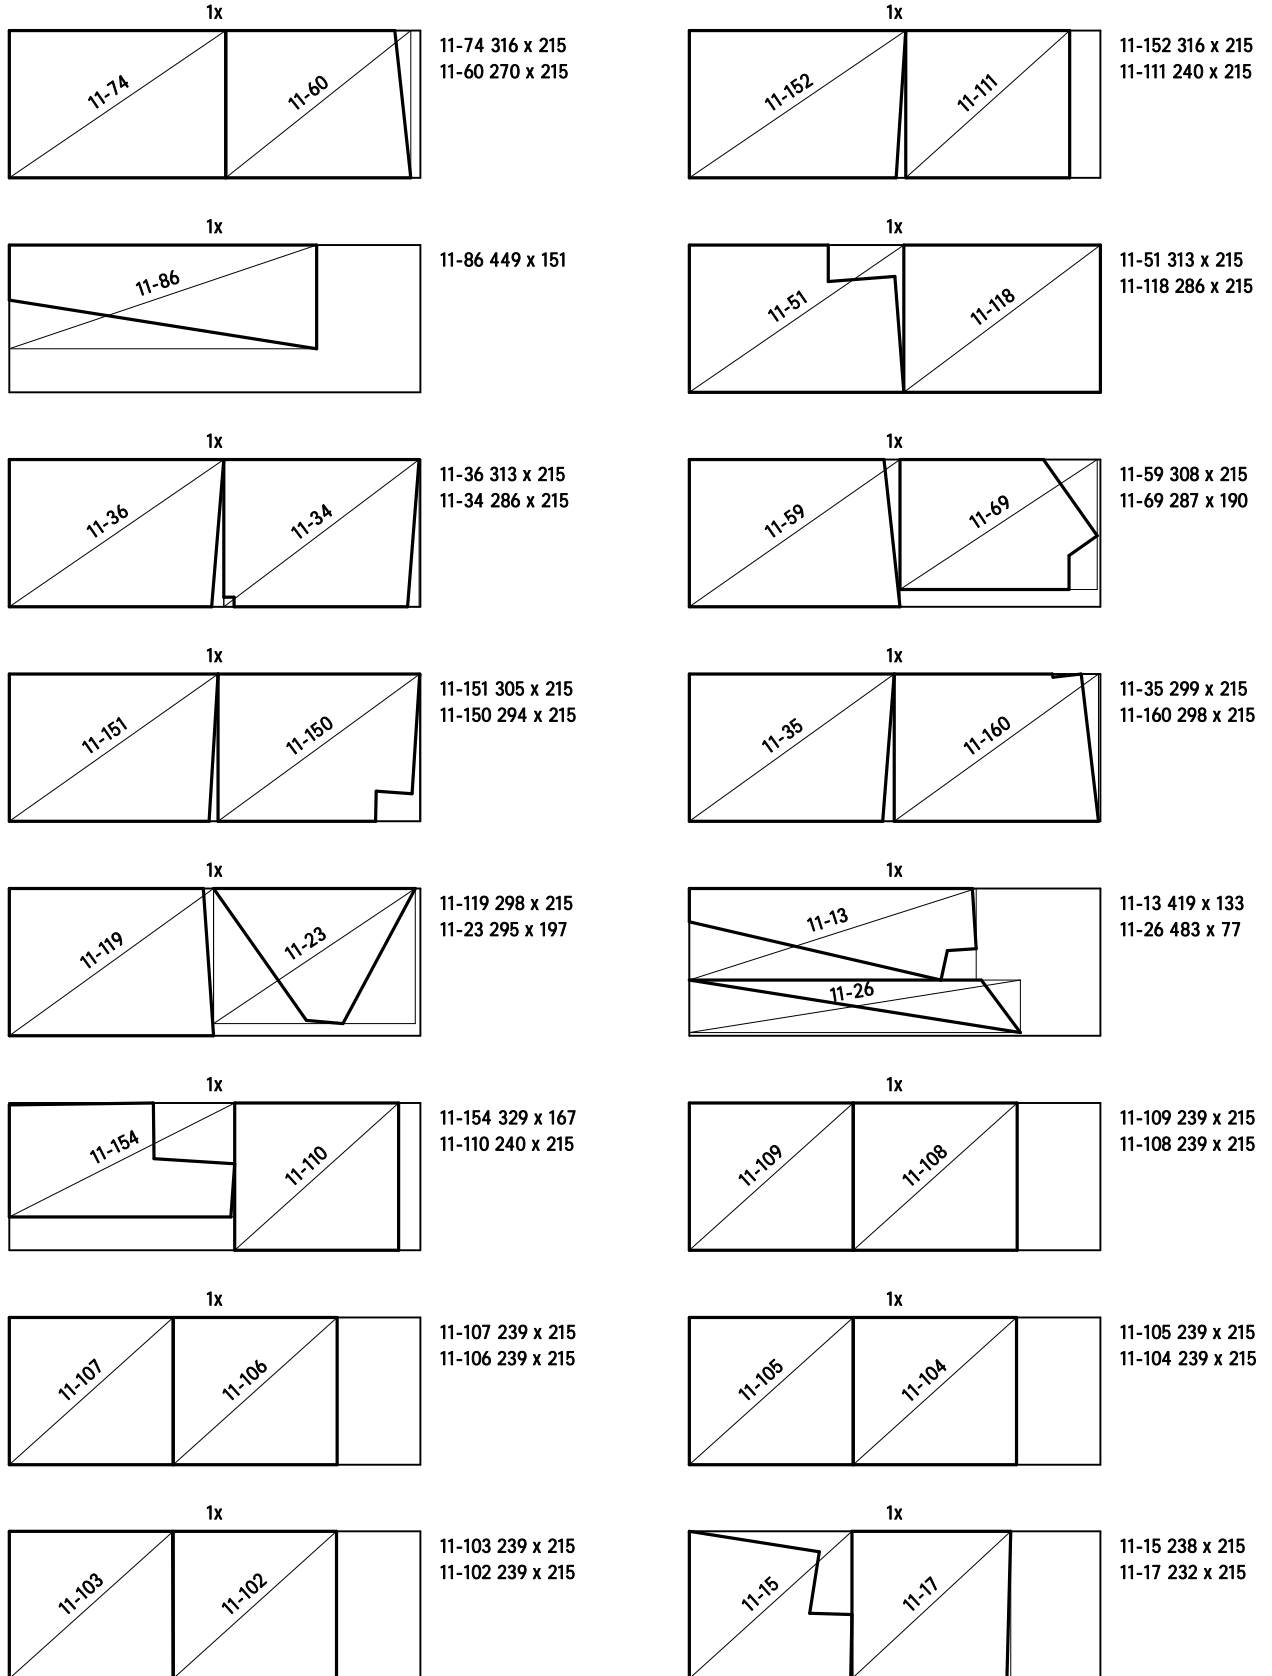 1x
11-74
11-60
11-74 316 x 215
11-60 270 x 215
1x
11-152
11-111
11-152 316 x 215
11-111 240 x 215
1x
11-86
11-86 449 x 151
1x
11-51
11-118
11-51 313 x 215
11-118 286 x 215
1x
11-36
11-34
11-36 313 x 215
11-34 286 x 215
1x
11-59
11-69
11-59 308 x 215
11-69 287 x 190
1x
11-151
11-150
11-151 305 x 215
11-150 294 x 215
1x
11-35
11-160
11-35 299 x 215
11-160 298 x 215
1x
11-119
11-23
11-119 298 x 215
11-23 295 x 197
1x
11-13
11-26
11-13 419 x 133
11-26 483 x 77
1x
11-154
11-110
11-154 329 x 167
11-110 240 x 215
1x
11-109
11-108
11-109 239 x 215
11-108 239 x 215
1x
11-107
11-106
11-107 239 x 215
11-106 239 x 215
1x
11-105
11-104
11-105 239 x 215
11-104 239 x 215
1x
11-103
11-102
11-103 239 x 215
11-102 239 x 215
1x
11-15
11-17
11-15 238 x 215
11-17 232 x 215